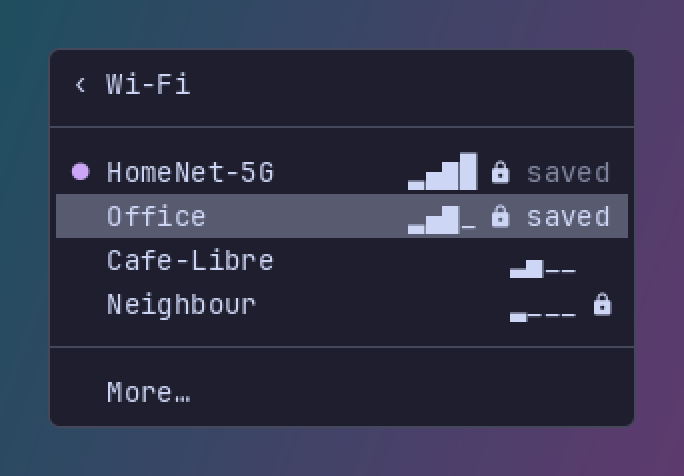 ‹ Wi-Fi
HomeNet-5G saved
Office saved
Cafe-Libre
Neighbour
More…